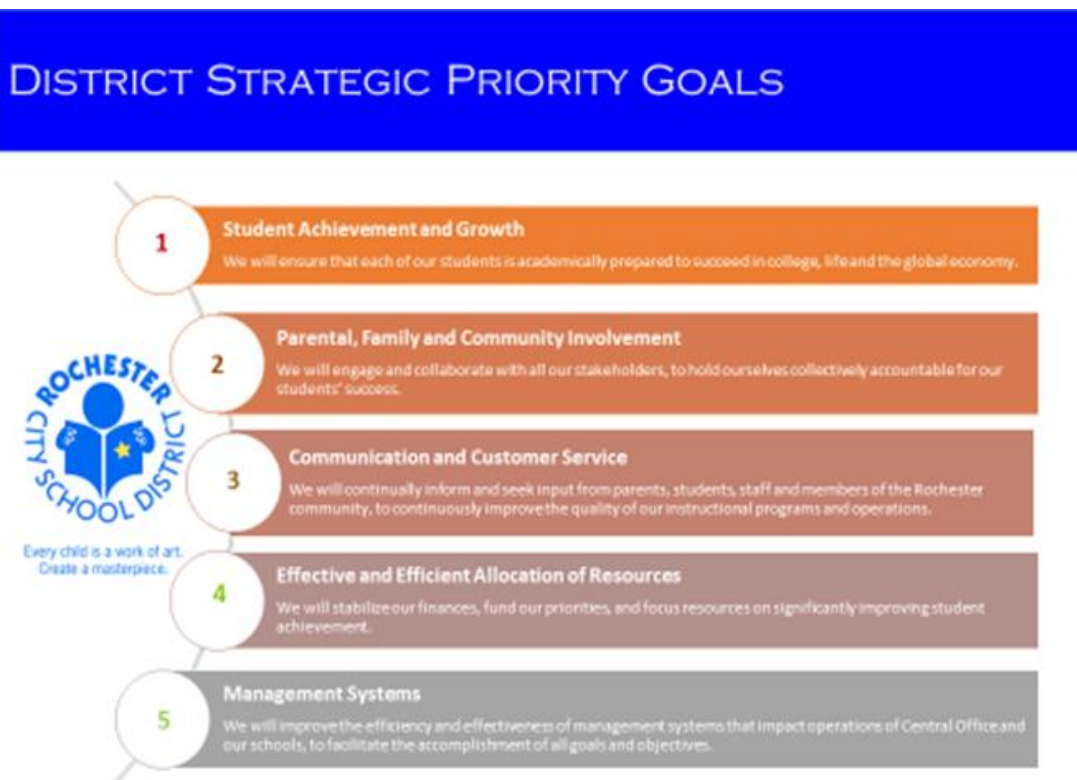 DISTRICT STRATEGIC PRIORITY GOALS
1
Student Achievement and Growth
We will ensure that each of our students is academically prepared to succeed in college, life and the global economy.
2
Parental, Family and Community Involvement
We will engage and collaborate with all our stakeholders, to hold ourselves collectively accountable for our
students' success.
ROCHESTER
CITY SCHOOL DISTRICT
Every child is a work of art.
Create a masterpiece.
3
Communication and Customer Service
We will continually inform and seek input from parents, students, staff and members of the Rochester
community, to continuously improve the quality of our instructional programs and operations.
4
Effective and Efficient Allocation of Resources
We will stabilize our finances, fund our priorities, and focus resources on significantly improving student
achievement.
5
Management Systems
We will improve the efficiency and effectiveness of management systems that impact operations of Central Office and
our schools, to facilitate the accomplishment of all goals and objectives.